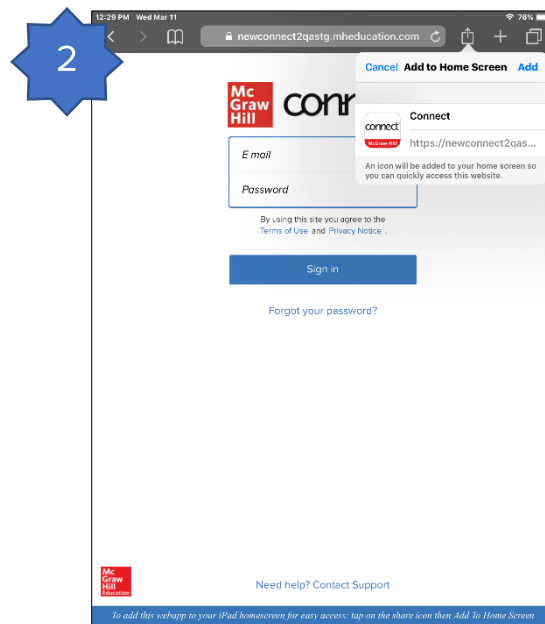 2
12:29 PM Wed Mar 11
76%
newconnect2qastg.mheducation.com
Cancel Add to Home Screen Add
connect
McGraw-Hill
Connect
https://newconnect2qas...
An icon will be added to your home screen so
you can quickly access this website.
Mc
Graw
Hill
conn
E mail
Password
By using this site you agree to the
Terms of Use and Privacy Notice .
Sign in
Forgot your password?
Mc
Graw
Hill
Education
Need help? Contact Support
To add this webapp to your iPad homescreen for easy access: tap on the share icon then Add To Home Screen